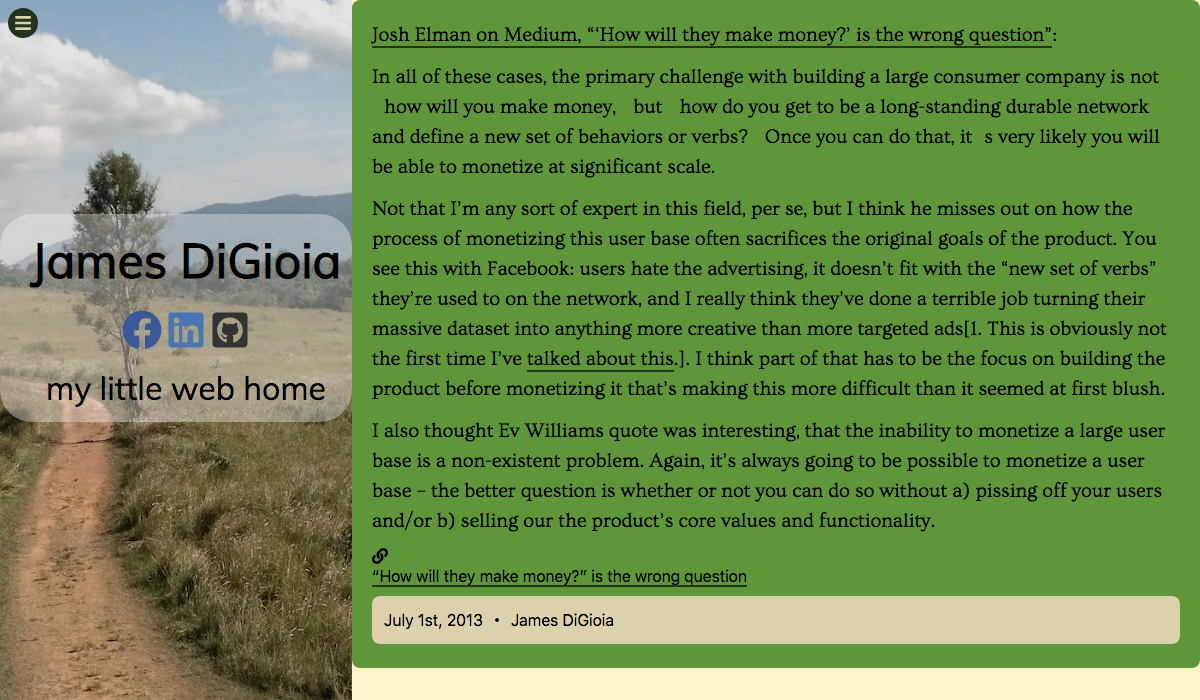 James DiGioia
my little web home
Josh Elman on Medium, “‘How will they make money?’ is the wrong question”:
In all of these cases, the primary challenge with building a large consumer company is not
how will you make money, but how do you get to be a long-standing durable network
and define a new set of behaviors or verbs? Once you can do that, it s very likely you will
be able to monetize at significant scale.
Not that I’m any sort of expert in this field, per se, but I think he misses out on how the
process of monetizing this user base often sacrifices the original goals of the product. You
see this with Facebook: users hate the advertising, it doesn’t fit with the “new set of verbs”
they’re used to on the network, and I really think they’ve done a terrible job turning their
massive dataset into anything more creative than more targeted ads[1. This is obviously not
the first time I’ve talked about this.]. I think part of that has to be the focus on building the
product before monetizing it that’s making this more difficult than it seemed at first blush.
I also thought Ev Williams quote was interesting, that the inability to monetize a large user
base is a non-existent problem. Again, it’s always going to be possible to monetize a user
base – the better question is whether or not you can do so without a) pissing off your users
and/or b) selling our the product’s core values and functionality.
“How will they make money?” is the wrong question
July 1st, 2013 • James DiGioia